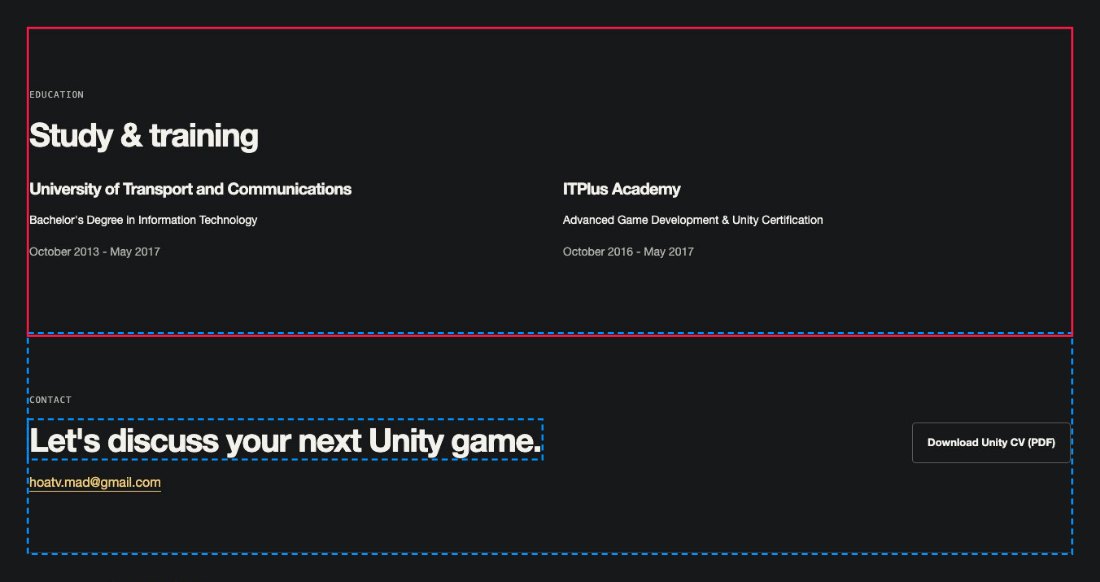 EDUCATION
Study & training
University of Transport and Communications
Bachelor's Degree in Information Technology
October 2013 - May 2017
ITPlus Academy
Advanced Game Development & Unity Certification
October 2016 - May 2017
CONTACT
Let's discuss your next Unity game.
hoatv.mad@gmail.com
Download Unity CV (PDF)